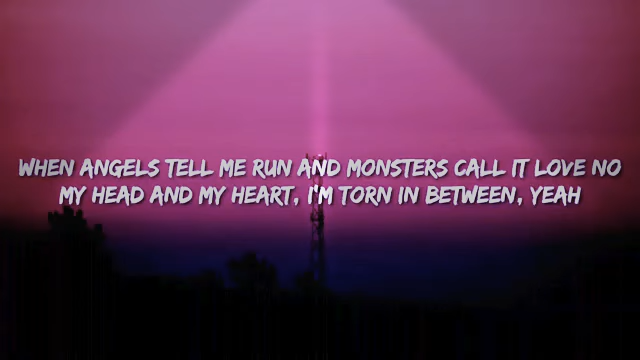 WHEN ANGELS TELL ME RUN AND MONSTERS CALL IT LOVE NO
MY HEAD AND MY HEART, I'M TORN IN BETWEEN, YEAH